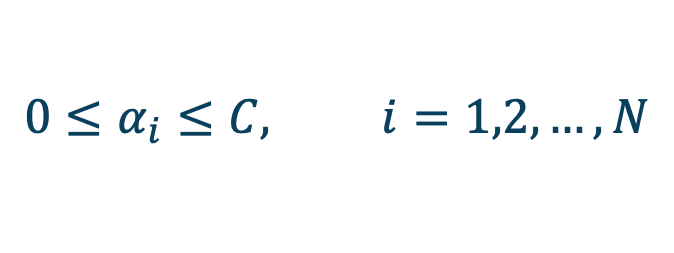 0 ≤ αᵢ ≤ C, i = 1,2, … , N